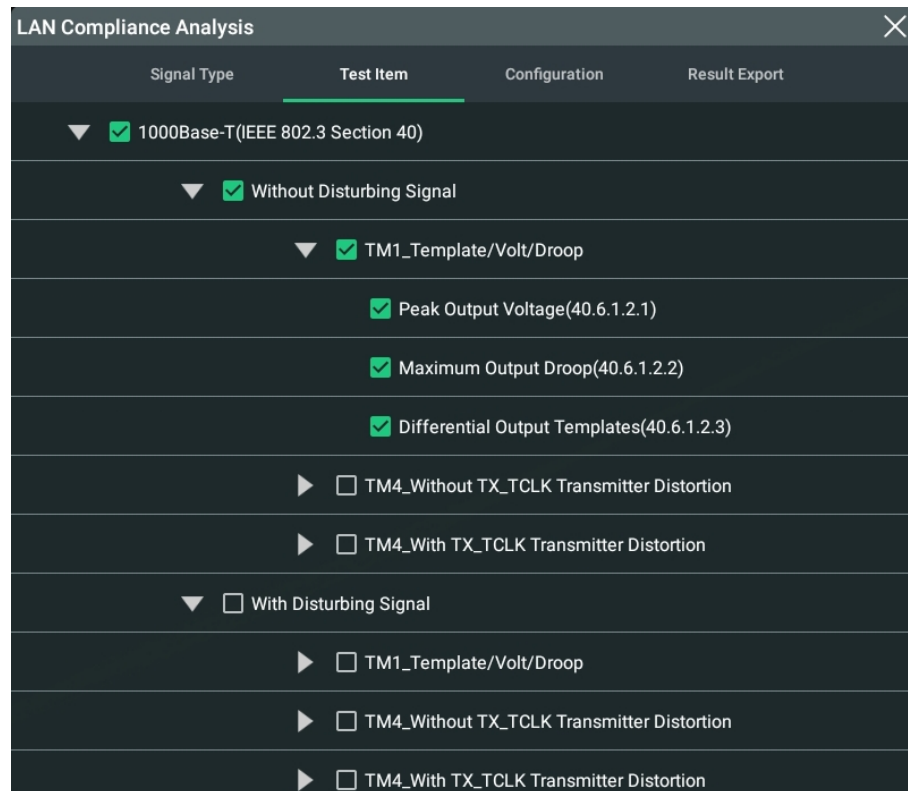 LAN Compliance Analysis
Signal Type Test Item Configuration Result Export
1000Base-T(IEEE 802.3 Section 40)
Without Disturbing Signal
TM1_Template/Volt/Droop
Peak Output Voltage(40.6.1.2.1)
Maximum Output Droop(40.6.1.2.2)
Differential Output Templates(40.6.1.2.3)
TM4_Without TX_TCLK Transmitter Distortion
TM4_With TX_TCLK Transmitter Distortion
With Disturbing Signal
TM1_Template/Volt/Droop
TM4_Without TX_TCLK Transmitter Distortion
TM4_With TX_TCLK Transmitter Distortion